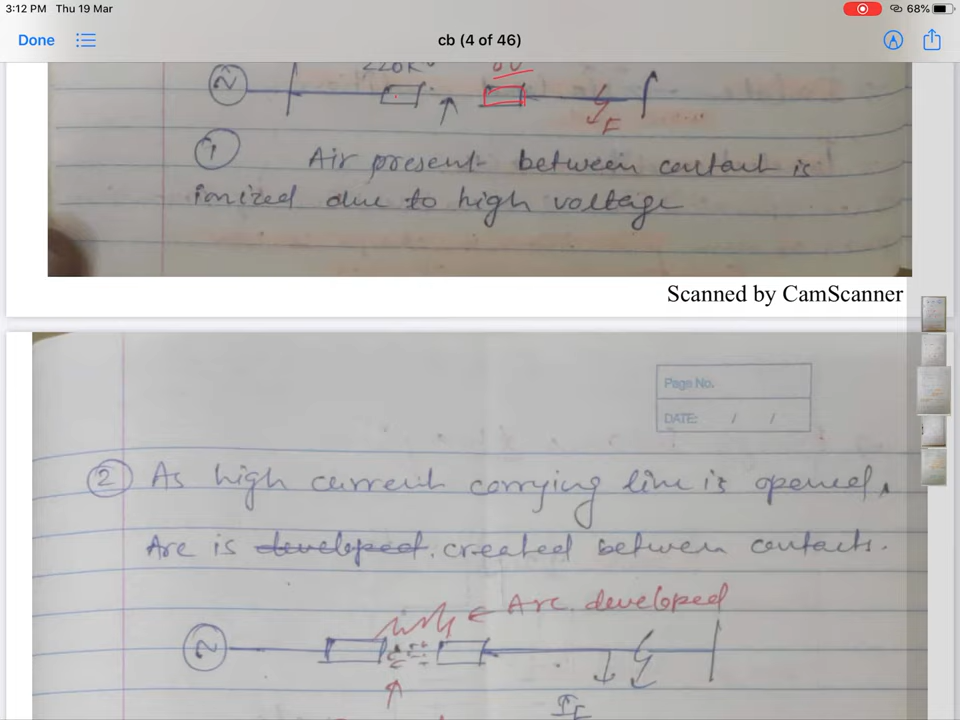 3:12 PM Thu 19 Mar
68%
Done
cb (4 of 46)
F
1 Air present between contact is
ionized due to high voltage
Scanned by CamScanner
Page No.
DATE: / /
2 As high current carrying line is opened,
Arc is developed. created between contacts.
← Arc developed
IF